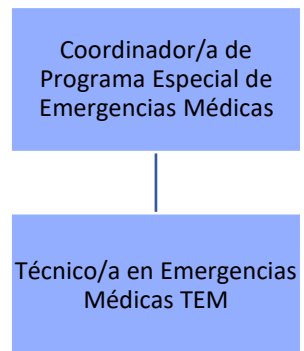 Coordinador/a de
Programa Especial de
Emergencias Médicas
Técnico/a en Emergencias
Médicas TEM